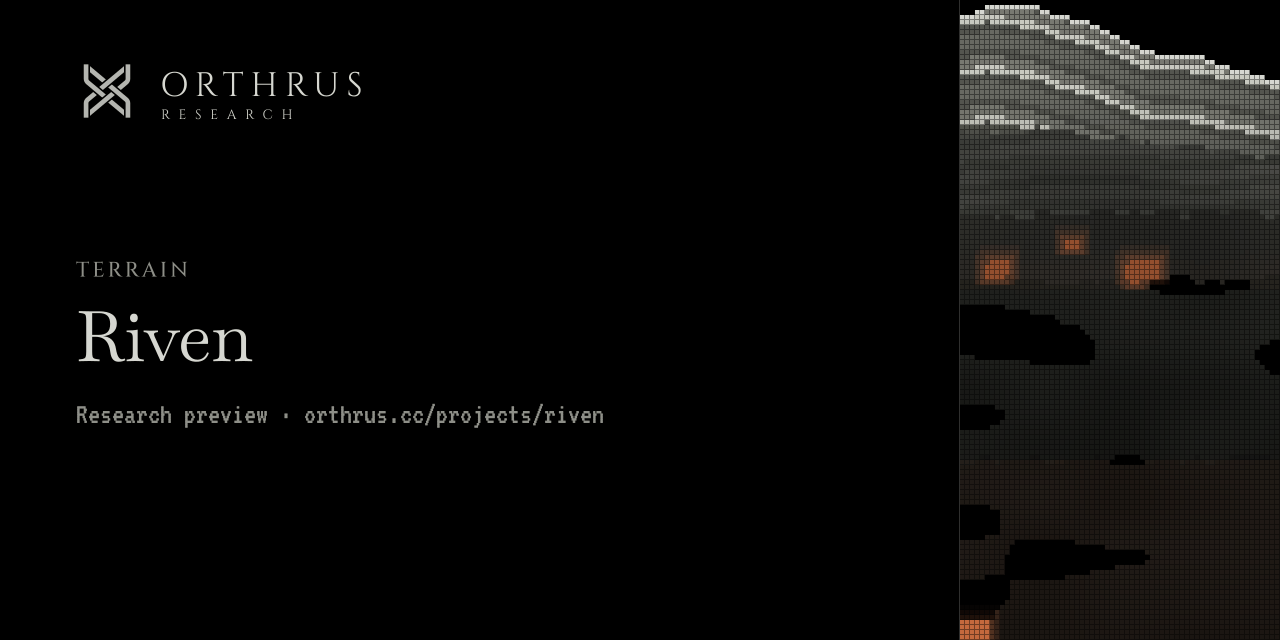 ORTHRUS
RESEARCH
TERRAIN
Riven
Research preview · orthrus.cc/projects/riven